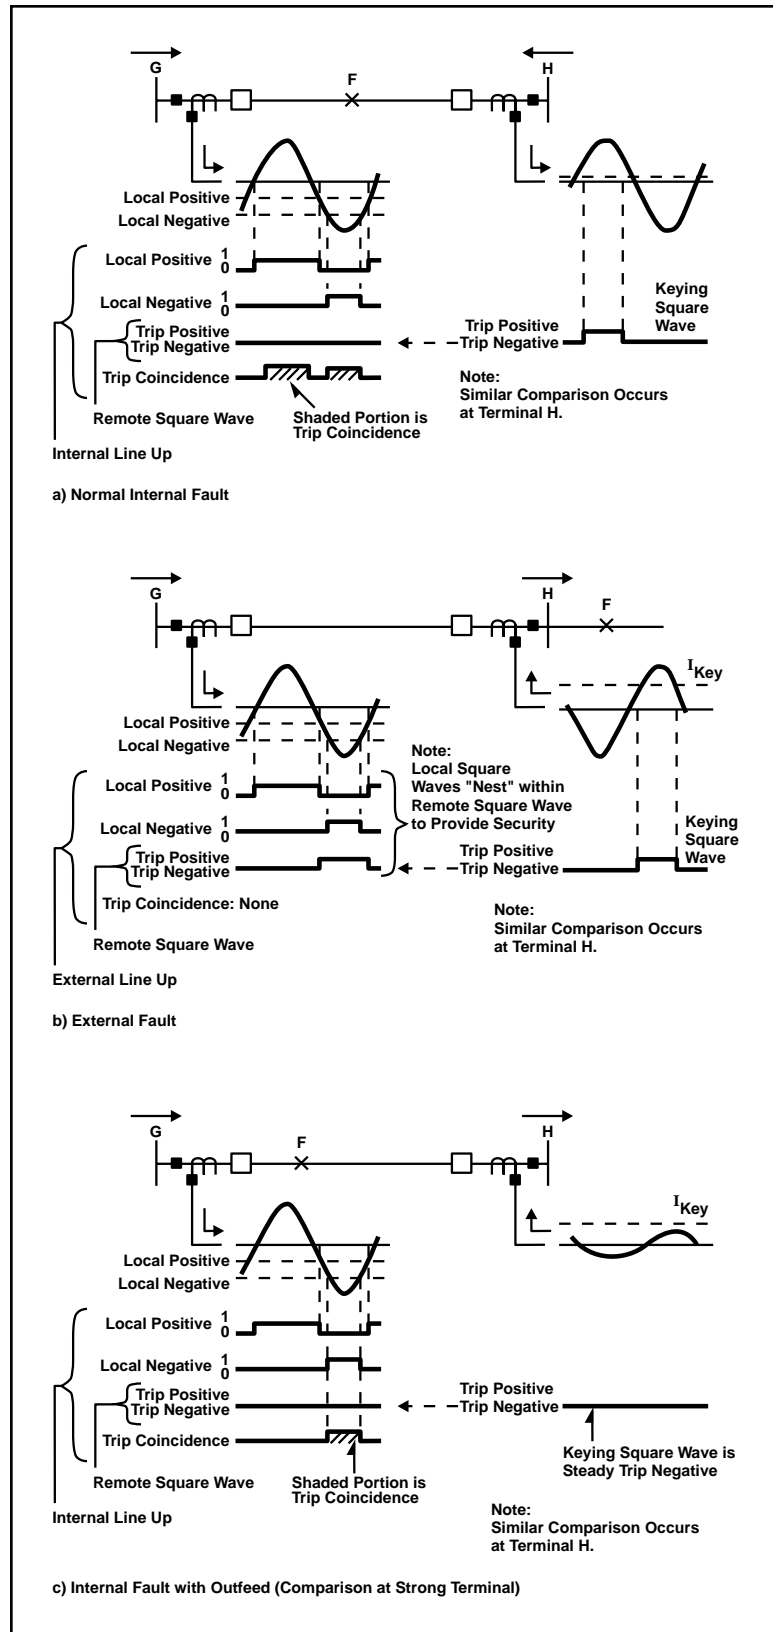 G
F
H
Local Positive
Local Negative
Local Positive 1
0
Local Negative 1
0
Trip Positive
Trip Negative
Trip Coincidence
Remote Square Wave
Internal Line Up
Shaded Portion is
Trip Coincidence
Trip Positive
Trip Negative
Keying
Square
Wave
Note:
Similar Comparison Occurs
at Terminal H.
a) Normal Internal Fault
G
H
F
IKey
Local Positive
Local Negative
Local Positive 1
0
Local Negative 1
0
Trip Positive
Trip Negative
Trip Coincidence: None
Remote Square Wave
External Line Up
Note:
Local Square
Waves "Nest" within
Remote Square Wave
to Provide Security
Trip Positive
Trip Negative
Keying
Square
Wave
Note:
Similar Comparison Occurs
at Terminal H.
b) External Fault
G
F
H
IKey
Local Positive
Local Negative
Local Positive 1
0
Local Negative 1
0
Trip Positive
Trip Negative
Trip Coincidence
Remote Square Wave
Internal Line Up
Shaded Portion is
Trip Coincidence
Trip Positive
Trip Negative
Keying Square Wave is
Steady Trip Negative
Note:
Similar Comparison Occurs
at Terminal H.
c) Internal Fault with Outfeed (Comparison at Strong Terminal)